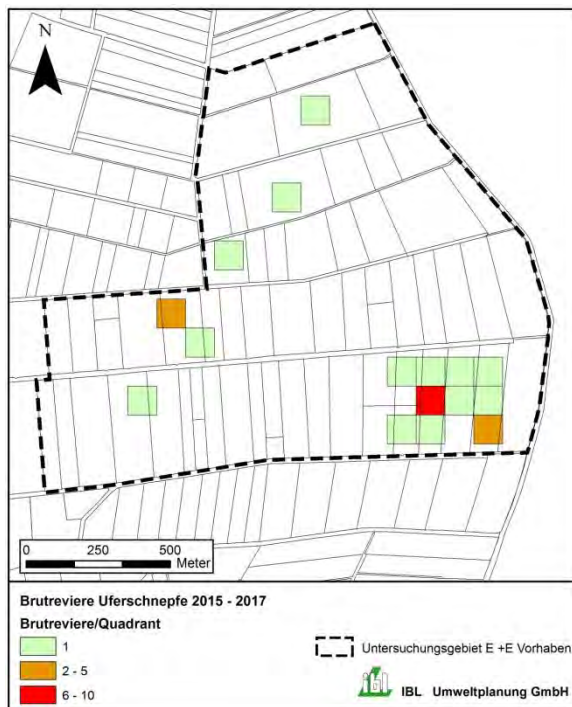 N
0 250 500
Meter
Brutreviere Uferschnepfe 2015 - 2017
Brutreviere/Quadrant
1
2 - 5
6 - 10
Untersuchungsgebiet E +E Vorhaben
IBL Umweltplanung GmbH